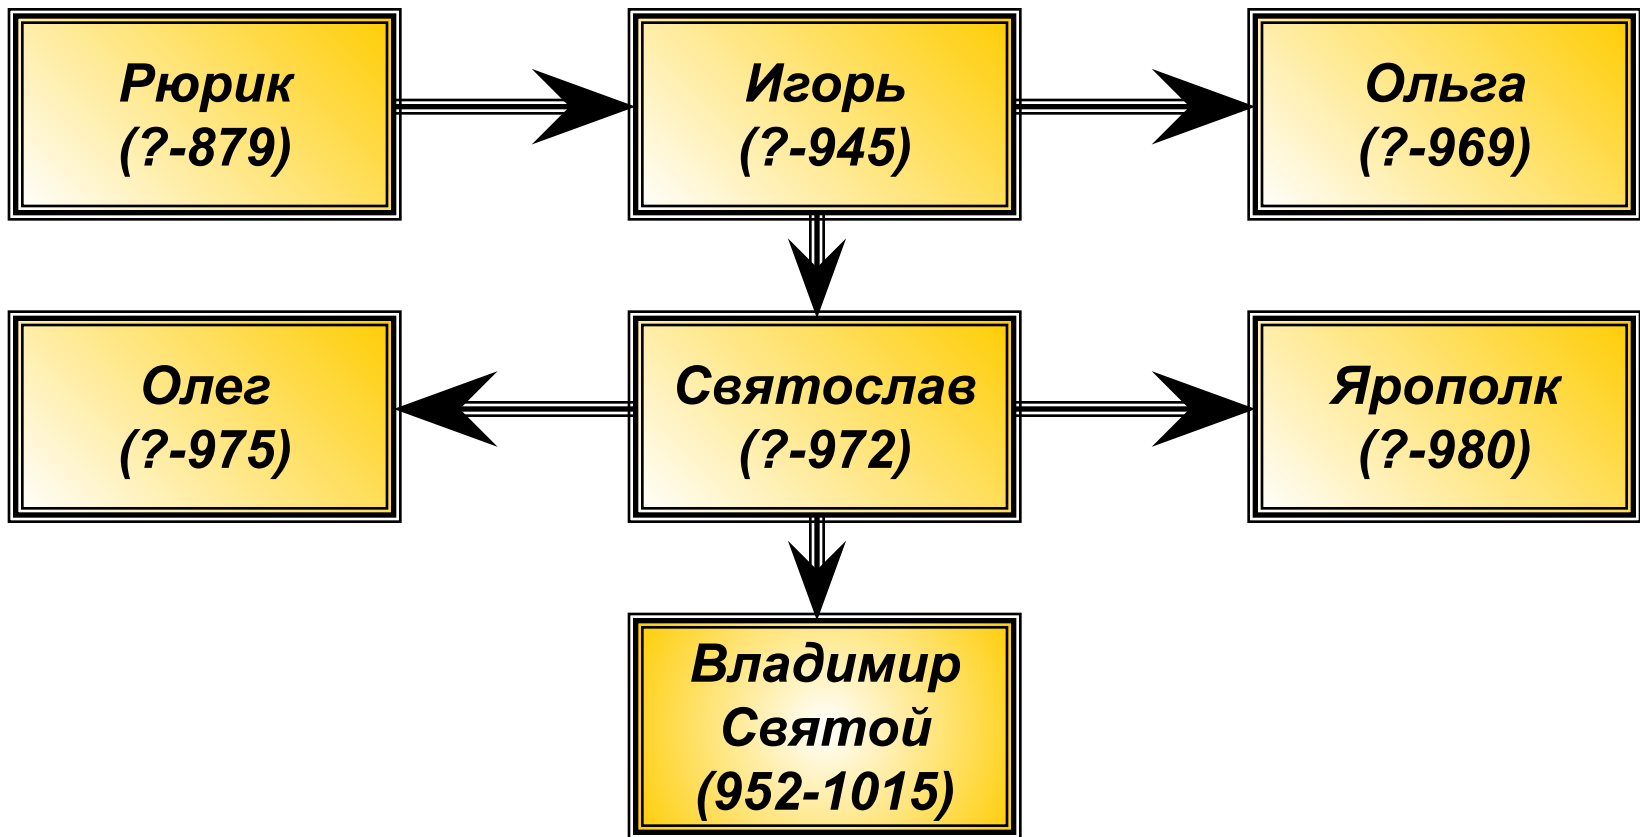 Рюрик
(?-879)
Игорь
(?-945)
Ольга
(?-969)
Олег
(?-975)
Святослав
(?-972)
Ярополк
(?-980)
Владимир
Святой
(952-1015)